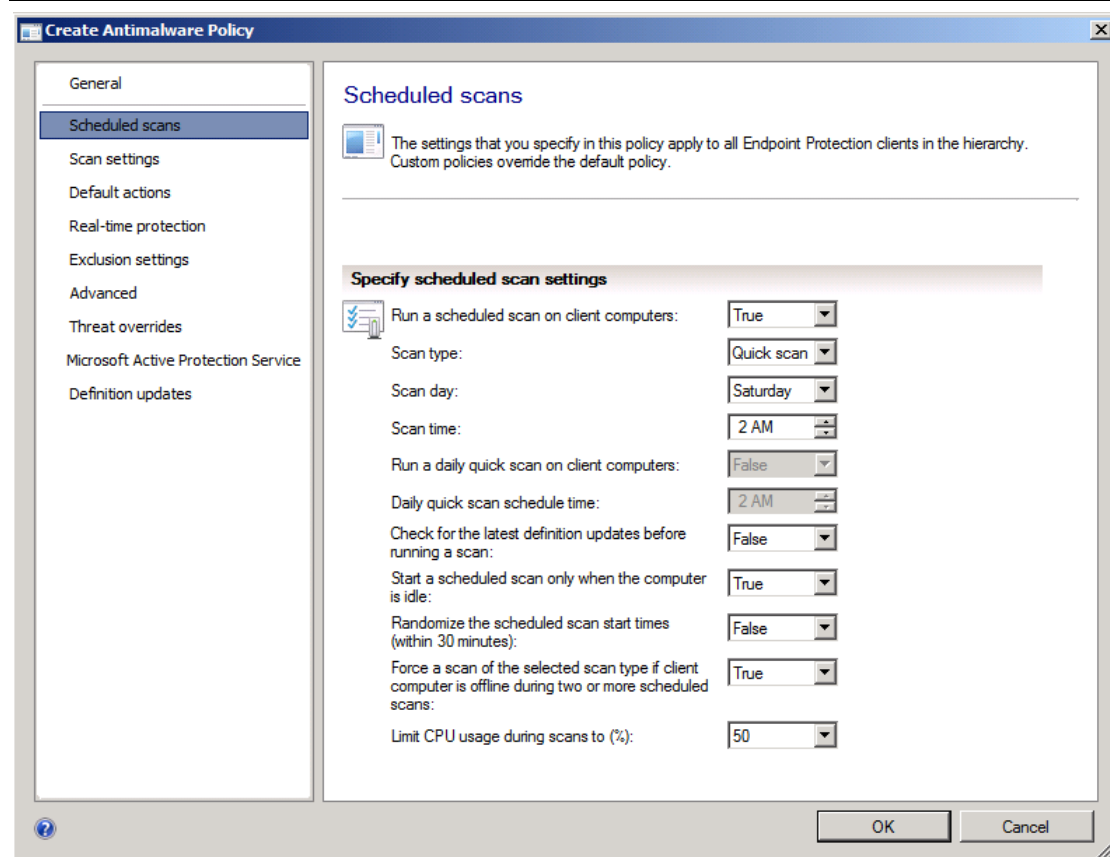 Create Antimalware Policy
General
Scheduled scans
Scan settings
Default actions
Real-time protection
Exclusion settings
Advanced
Threat overrides
Microsoft Active Protection Service
Definition updates
Scheduled scans
The settings that you specify in this policy apply to all Endpoint Protection clients in the hierarchy.
Custom policies override the default policy.
Specify scheduled scan settings
Run a scheduled scan on client computers: True
Scan type: Quick scan
Scan day: Saturday
Scan time: 2 AM
Run a daily quick scan on client computers: False
Daily quick scan schedule time: 2 AM
Check for the latest definition updates before
running a scan: False
Start a scheduled scan only when the computer
is idle: True
Randomize the scheduled scan start times
(within 30 minutes): False
Force a scan of the selected scan type if client
computer is offline during two or more scheduled
scans: True
Limit CPU usage during scans to (%): 50
OK Cancel